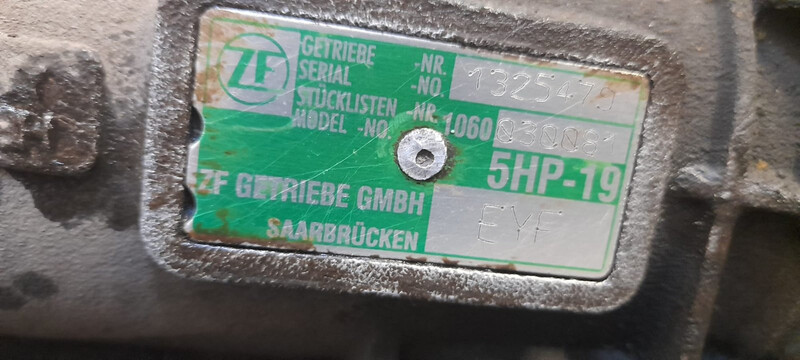 ZF
GETRIEBE -NR.
SERIAL -NO.
STÜCKLISTEN -NR.
MODEL -NO. 1060
5HP-19
ZF GETRIEBE GMBH
SAARBRÜCKEN
EYF